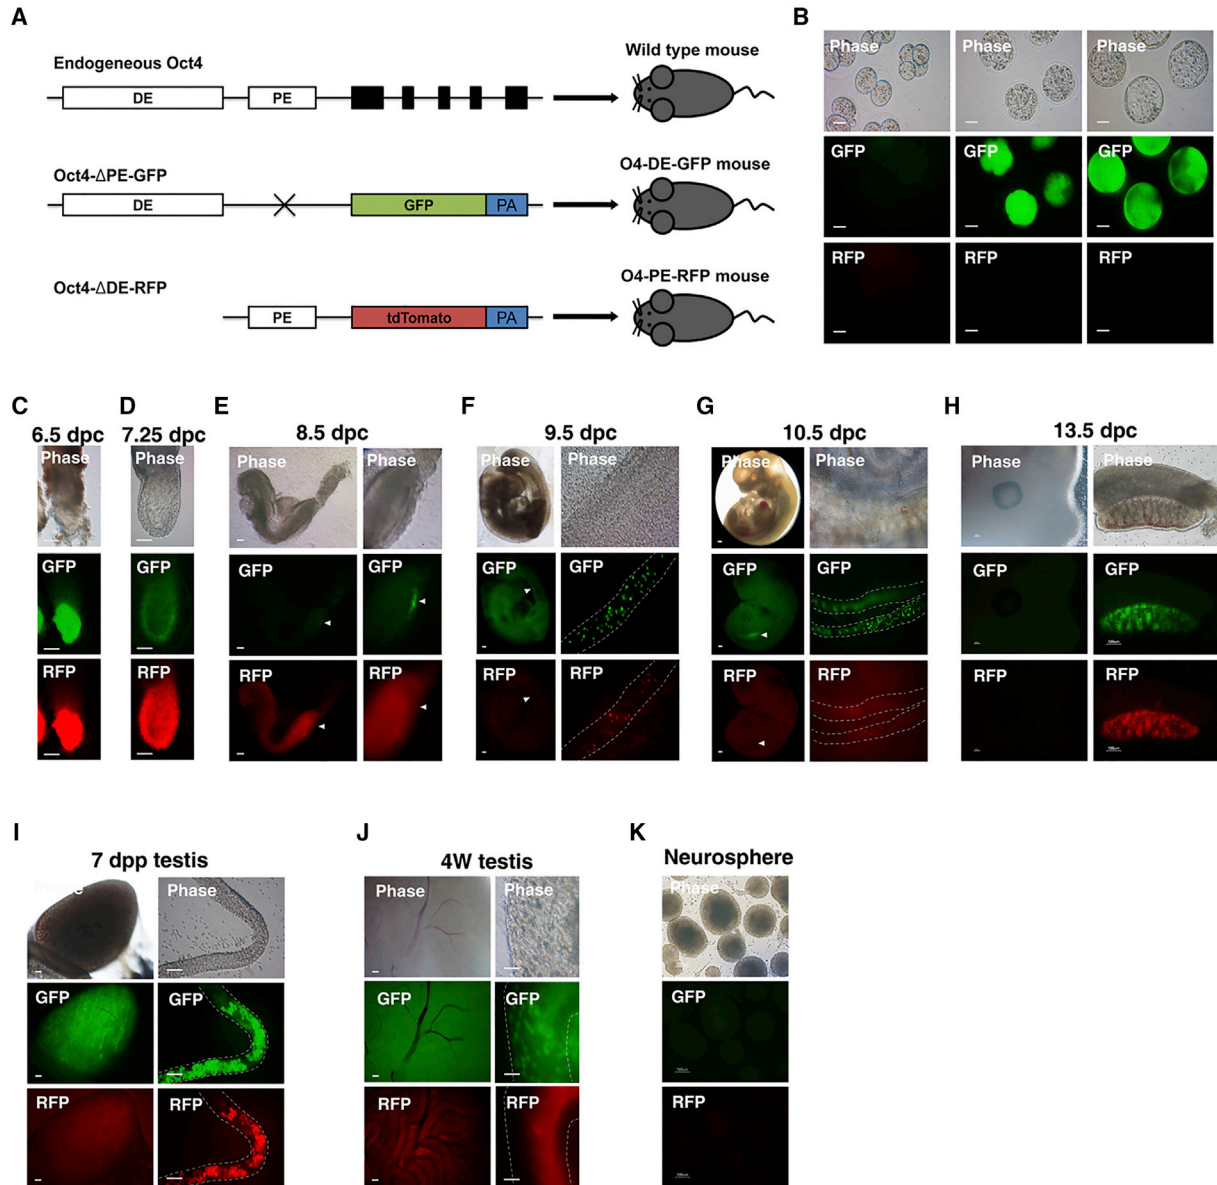 A
Endogeneous Oct4
DE
PE
Wild type mouse
Oct4-ΔPE-GFP
DE
GFP
PA
O4-DE-GFP mouse
Oct4-ΔDE-RFP
PE
tdTomato
PA
O4-PE-RFP mouse
B
Phase
Phase
Phase
GFP
GFP
GFP
RFP
RFP
RFP
C
6.5 dpc
Phase
GFP
RFP
D
7.25 dpc
Phase
GFP
RFP
E
8.5 dpc
Phase
Phase
GFP
GFP
RFP
RFP
F
9.5 dpc
Phase
Phase
GFP
GFP
RFP
RFP
G
10.5 dpc
Phase
Phase
GFP
GFP
RFP
RFP
H
13.5 dpc
Phase
Phase
GFP
GFP
RFP
RFP
I
7 dpp testis
Phase
Phase
GFP
GFP
RFP
RFP
J
4W testis
Phase
Phase
GFP
GFP
RFP
RFP
K
Neurosphere
Phase
GFP
RFP